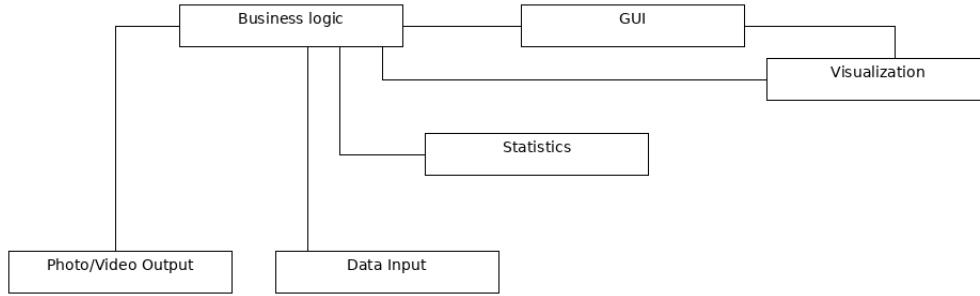 Business logic
GUI
Visualization
Statistics
Photo/Video Output
Data Input